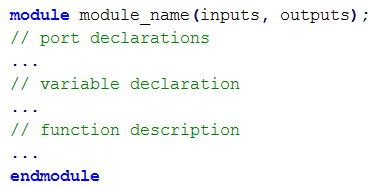 module module_name(inputs, outputs);
// port declarations
...
// variable declaration
...
// function description
...
endmodule